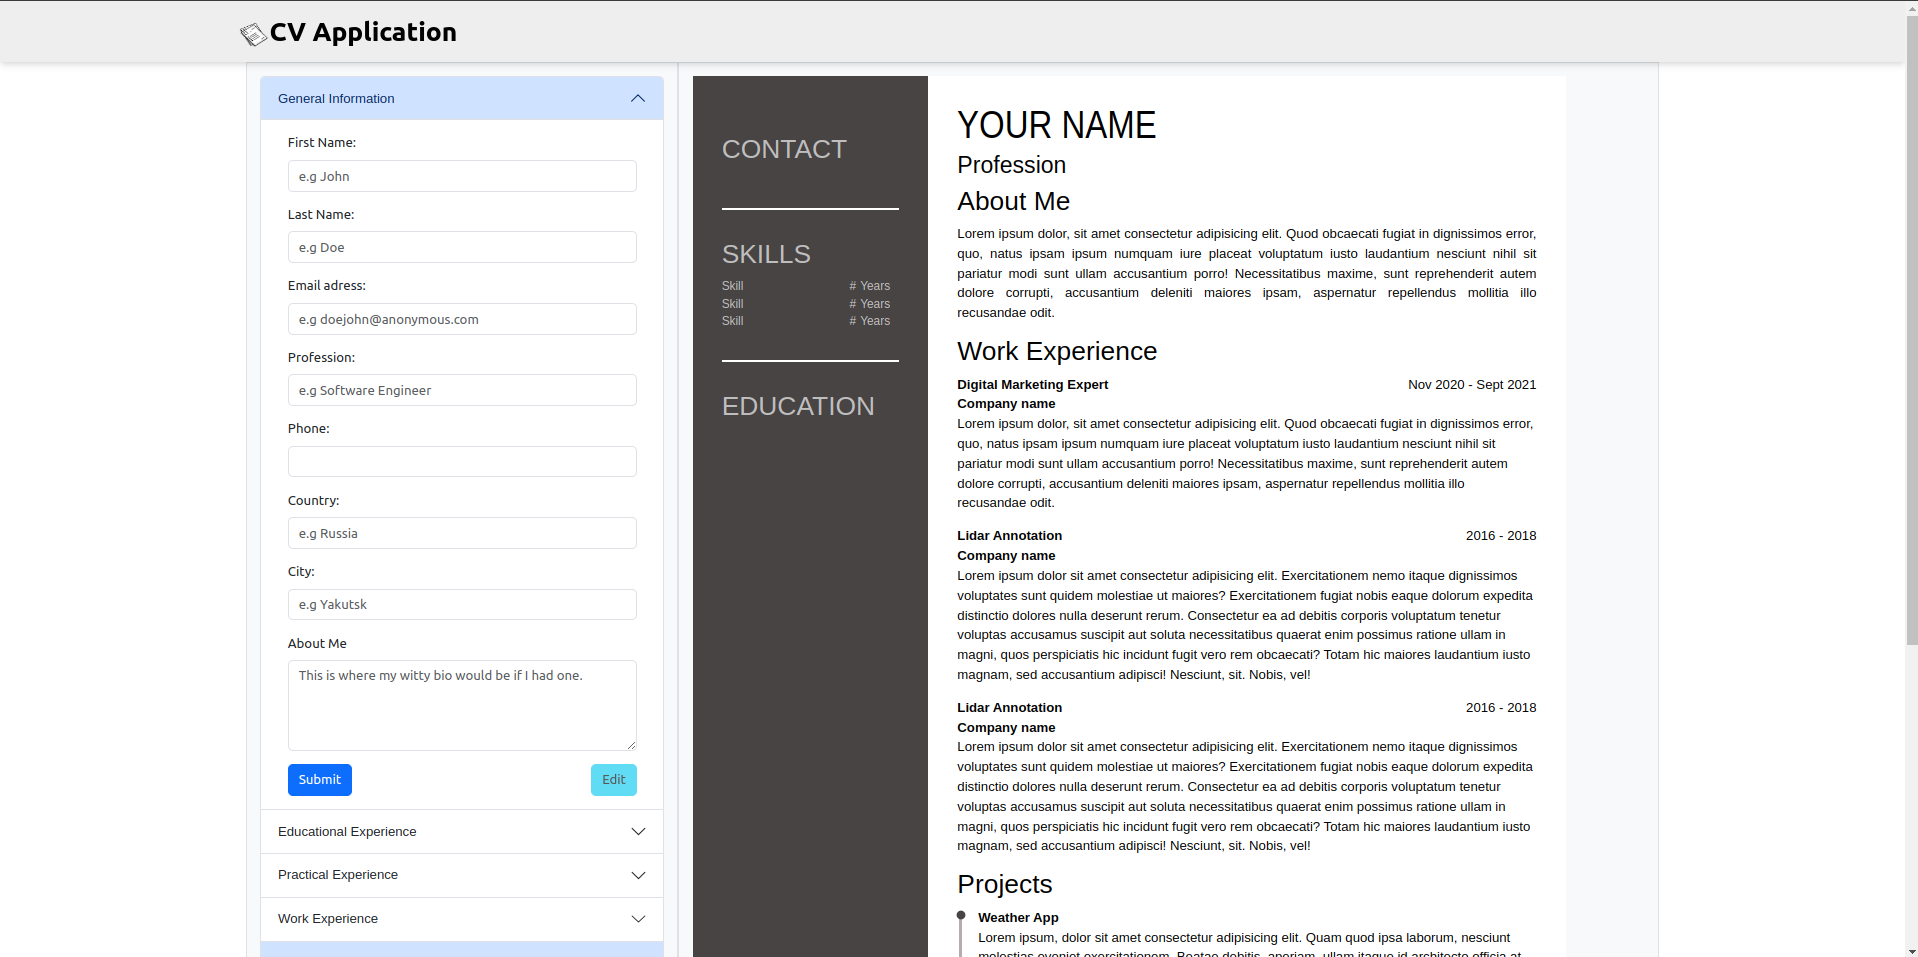 CV Application
General Information
First Name:
e.g John
Last Name:
e.g Doe
Email adress:
e.g doejohn@anonymous.com
Profession:
e.g Software Engineer
Phone:
Country:
e.g Russia
City:
e.g Yakutsk
About Me
This is where my witty bio would be if I had one.
Submit
Edit
Educational Experience
Practical Experience
Work Experience
CONTACT
SKILLS
Skill # Years
Skill # Years
Skill # Years
EDUCATION
YOUR NAME
Profession
About Me
Lorem ipsum dolor, sit amet consectetur adipisicing elit. Quod obcaecati fugiat in dignissimos error,
quo, natus ipsam ipsum numquam iure placeat voluptatum iusto laudantium nesciunt nihil sit
pariatur modi sunt ullam accusantium porro! Necessitatibus maxime, sunt reprehenderit autem
dolore corrupti, accusantium deleniti maiores ipsam, aspernatur repellendus mollitia illo
recusandae odit.
Work Experience
Digital Marketing Expert Nov 2020 - Sept 2021
Company name
Lorem ipsum dolor, sit amet consectetur adipisicing elit. Quod obcaecati fugiat in dignissimos error,
quo, natus ipsam ipsum numquam iure placeat voluptatum iusto laudantium nesciunt nihil sit
pariatur modi sunt ullam accusantium porro! Necessitatibus maxime, sunt reprehenderit autem
dolore corrupti, accusantium deleniti maiores ipsam, aspernatur repellendus mollitia illo
recusandae odit.
Lidar Annotation 2016 - 2018
Company name
Lorem ipsum dolor sit amet consectetur adipisicing elit. Exercitationem nemo itaque dignissimos
voluptates sunt quidem molestiae ut maiores? Exercitationem fugiat nobis eaque dolorum expedita
distinctio dolores nulla deserunt rerum. Consectetur ea ad debitis corporis voluptatum tenetur
voluptas accusamus suscipit aut soluta necessitatibus quaerat enim possimus ratione ullam in
magni, quos perspiciatis hic incidunt fugit vero rem obcaecati? Totam hic maiores laudantium iusto
magnam, sed accusantium adipisci! Nesciunt, sit. Nobis, vel!
Lidar Annotation 2016 - 2018
Company name
Lorem ipsum dolor sit amet consectetur adipisicing elit. Exercitationem nemo itaque dignissimos
voluptates sunt quidem molestiae ut maiores? Exercitationem fugiat nobis eaque dolorum expedita
distinctio dolores nulla deserunt rerum. Consectetur ea ad debitis corporis voluptatum tenetur
voluptas accusamus suscipit aut soluta necessitatibus quaerat enim possimus ratione ullam in
magni, quos perspiciatis hic incidunt fugit vero rem obcaecati? Totam hic maiores laudantium iusto
magnam, sed accusantium adipisci! Nesciunt, sit. Nobis, vel!
Projects
Weather App
Lorem ipsum, dolor sit amet consectetur adipisicing elit. Quam quod ipsa laborum, nesciunt
molestias eveniet exercitationem. Beatae debitis, aperiam, ullam itaque id architecto officia at